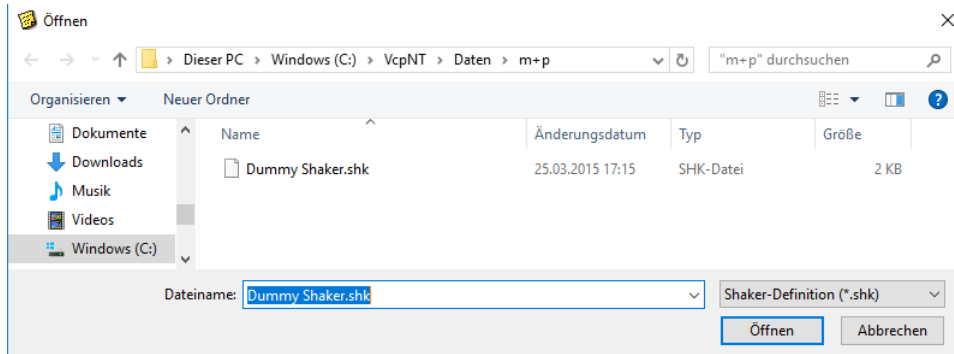 Öffnen
Dieser PC > Windows (C:) > VcpNT > Daten > m+p
"m+p" durchsuchen
Organisieren
Neuer Ordner
Dokumente
Downloads
Musik
Videos
Windows (C:)
Name Änderungsdatum Typ Größe
Dummy Shaker.shk 25.03.2015 17:15 SHK-Datei 2 KB
Dateiname: Dummy Shaker.shk
Shaker-Definition (*.shk)
Öffnen
Abbrechen